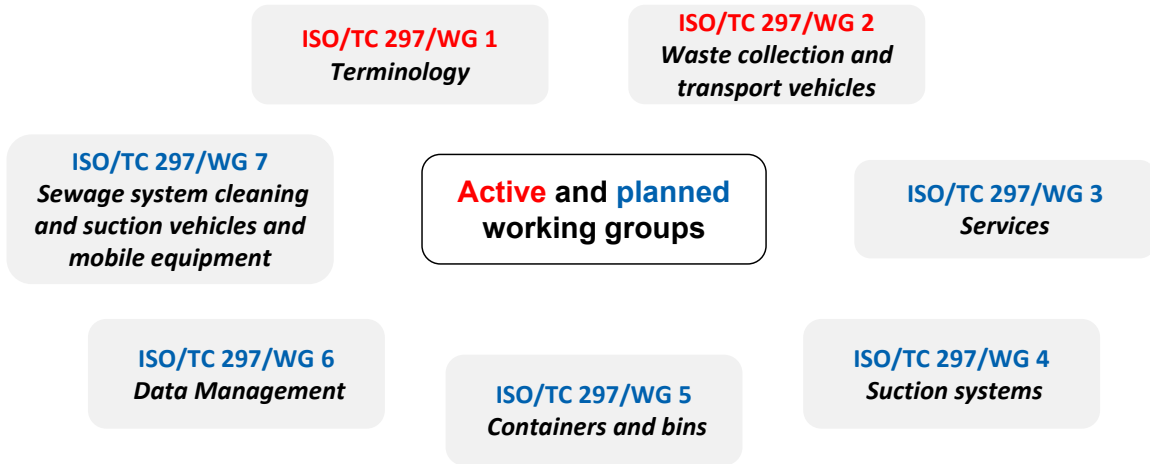 ISO/TC 297/WG 1
Terminology
ISO/TC 297/WG 2
Waste collection and
transport vehicles
ISO/TC 297/WG 7
Sewage system cleaning
and suction vehicles and
mobile equipment
Active and planned
working groups
ISO/TC 297/WG 3
Services
ISO/TC 297/WG 6
Data Management
ISO/TC 297/WG 5
Containers and bins
ISO/TC 297/WG 4
Suction systems